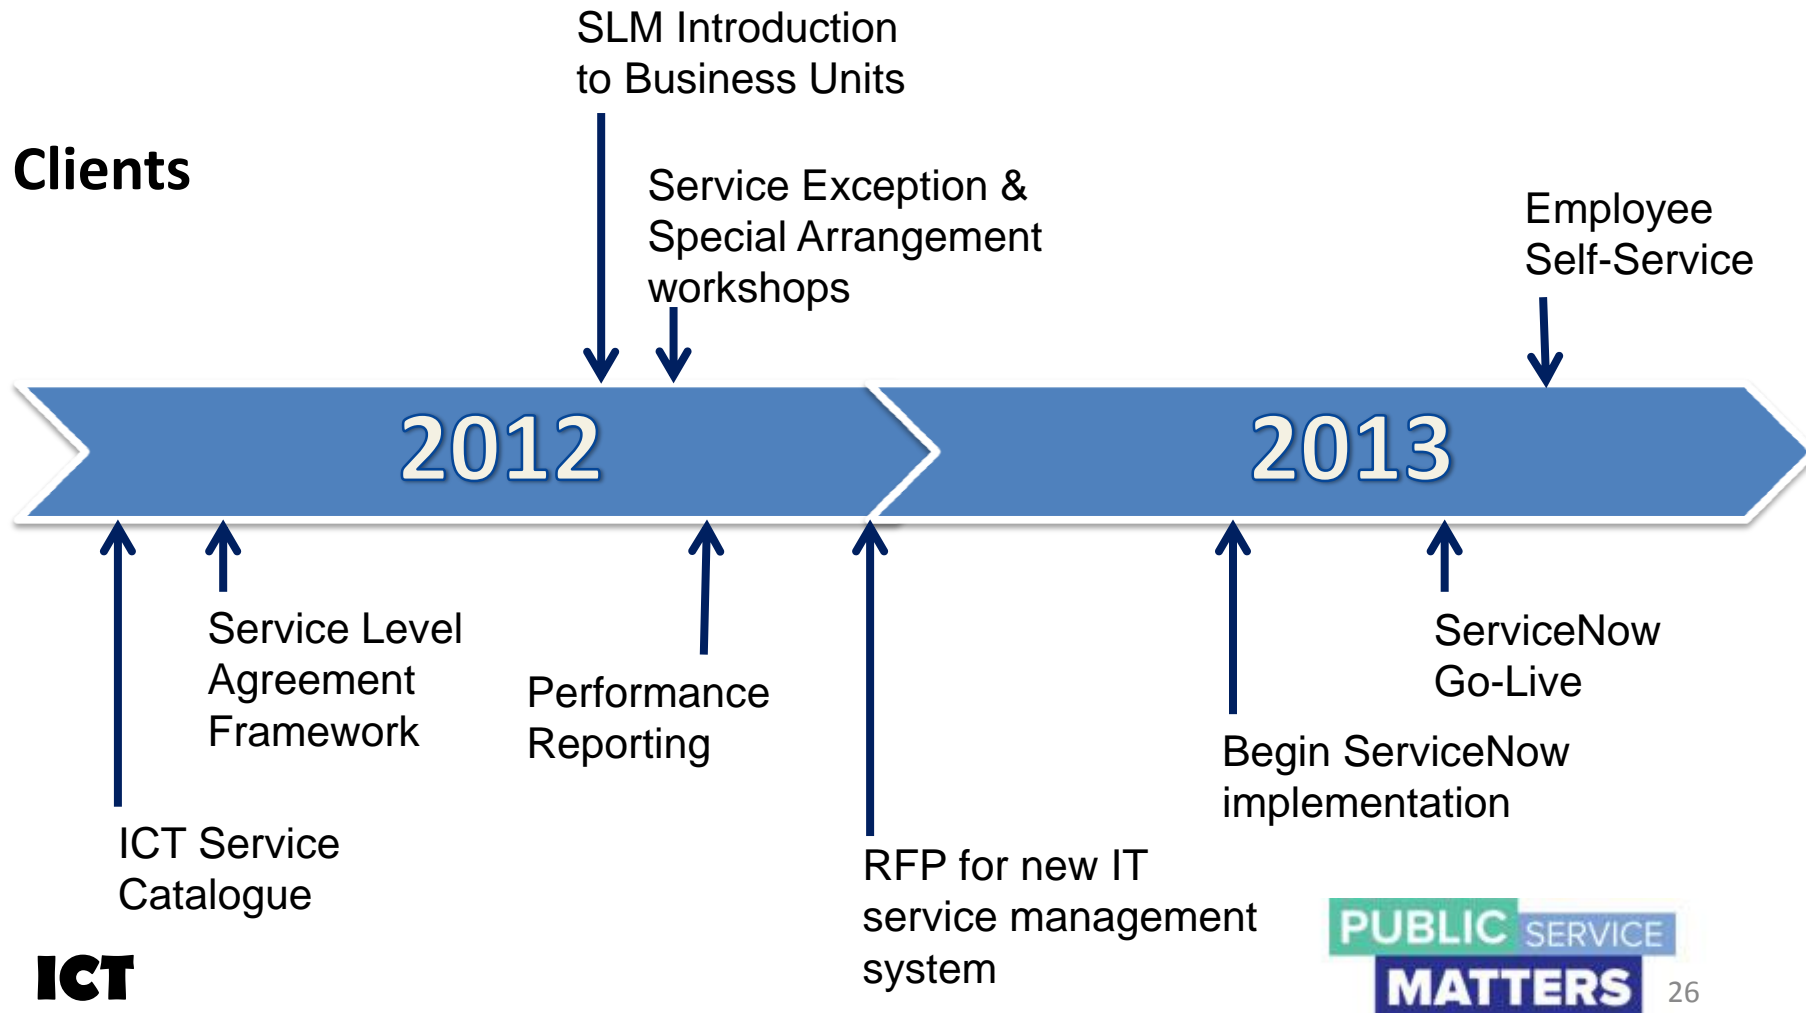 SLM Introduction
to Business Units
Clients
Service Exception &
Special Arrangement
workshops
Employee
Self-Service
2012
2013
Service Level
Agreement
Framework
Performance
Reporting
ServiceNow
Go-Live
Begin ServiceNow
implementation
ICT Service
Catalogue
RFP for new IT
service management
system
ICT
PUBLIC SERVICE
MATTERS
26